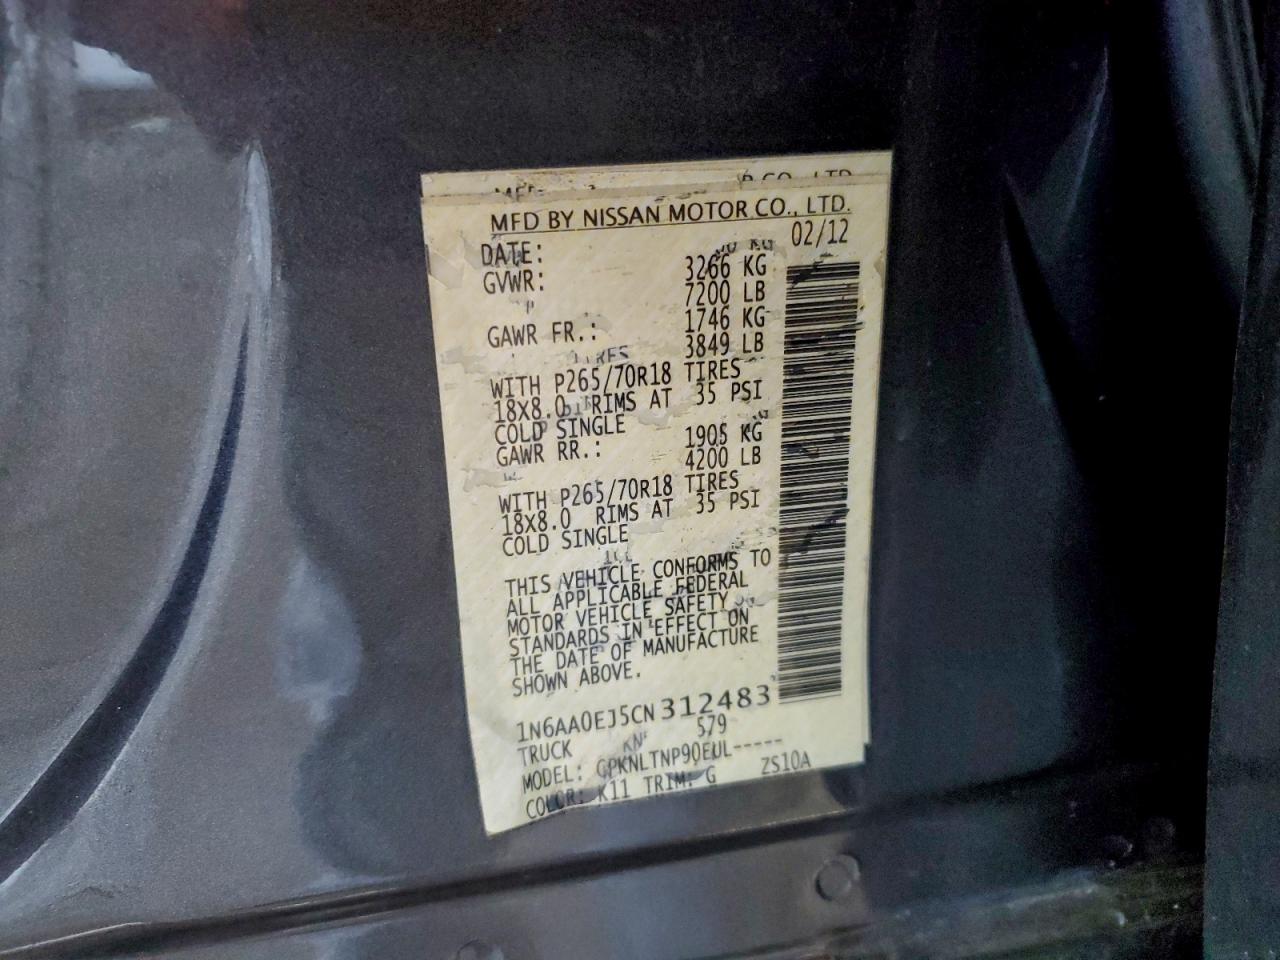 MFD BY NISSAN MOTOR CO., LTD.
DATE: 02/12
GVWR: 3266 KG
7200 LB
GAWR FR.: 1746 KG
3849 LB
WITH P265/70R18 TIRES
18X8.0 RIMS AT 35 PSI
COLD SINGLE
GAWR RR.: 1905 KG
4200 LB
WITH P265/70R18 TIRES
18X8.0 RIMS AT 35 PSI
COLD SINGLE
THIS VEHICLE CONFORMS TO
ALL APPLICABLE FEDERAL
MOTOR VEHICLE SAFETY
STANDARDS IN EFFECT ON
THE DATE OF MANUFACTURE
SHOWN ABOVE.
1N6AA0EJ5CN312483
TRUCK 579
MODEL: CPKNLTNP90EUL-----
COLOR: K11 TRIM: G ZS10A